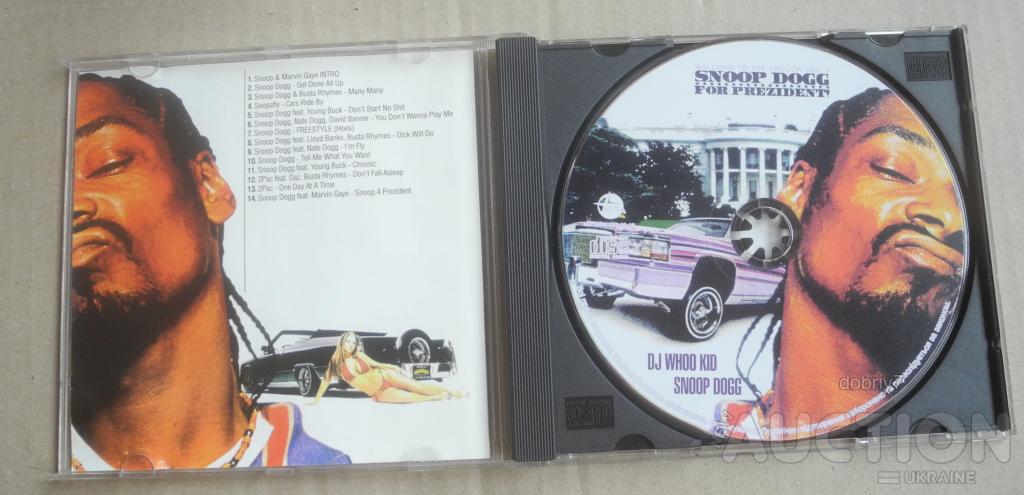 1. Snoop & Marvin Gaye INTRO
2. Snoop Dogg - Get Done All Up
3. Snoop Dogg & Busta Rhymes - Many Many
4. Soopafly - Cars Ride By
5. Snoop Dogg feat. Young Buck - Don't Start No Shit
6. Snoop Dogg, Nate Dogg, David Banner - You Don't Wanna Play Me
7. Snoop Dogg - FREESTYLE (Hoes)
8. Snoop Dogg feat. Lloyd Banks, Busta Rhymes - Dick Will Do
9. Snoop Dogg feat. Nate Dogg - I'm Fly
10. Snoop Dogg - Tell Me What You Want
11. Snoop Dogg feat. Young Buck - Chronic
12. 2Pac feat. Daz, Busta Rhymes - Don't Fall-Asleep
13. 2Pac - One Day At A Time
14. Snoop Dogg feat. Marvin Gaye - Snoop 4 Prezident
WELCOME TO THE CHURCH VOL.
SNOOP DOGG
FOR PREZIDENT!
disc
DIGITAL AUDIO
DJ WHOO KID
SNOOP DOGG
dobriy
AUCTION
UKRAINE